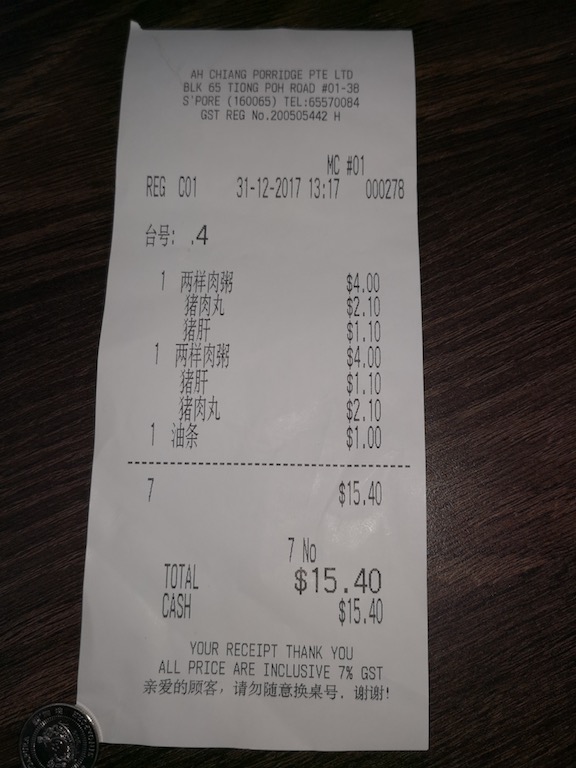 AH CHIANG PORRIDGE PTE LTD
BLK 65 TIONG POH ROAD #01-38
S'PORE (160065) TEL:65570084
GST REG No.200505442 H
MC #01
REG C01 31-12-2017 13:17 000278
台号: .4
1 两样肉粥 $4.00
猪肉丸 $2.10
猪肝 $1.10
1 两样肉粥 $4.00
猪肝 $1.10
猪肉丸 $2.10
1 油条 $1.00
7 $15.40
7 No
TOTAL $15.40
CASH $15.40
YOUR RECEIPT THANK YOU
ALL PRICE ARE INCLUSIVE 7% GST
亲爱的顾客，请勿随意换桌号. 谢谢!